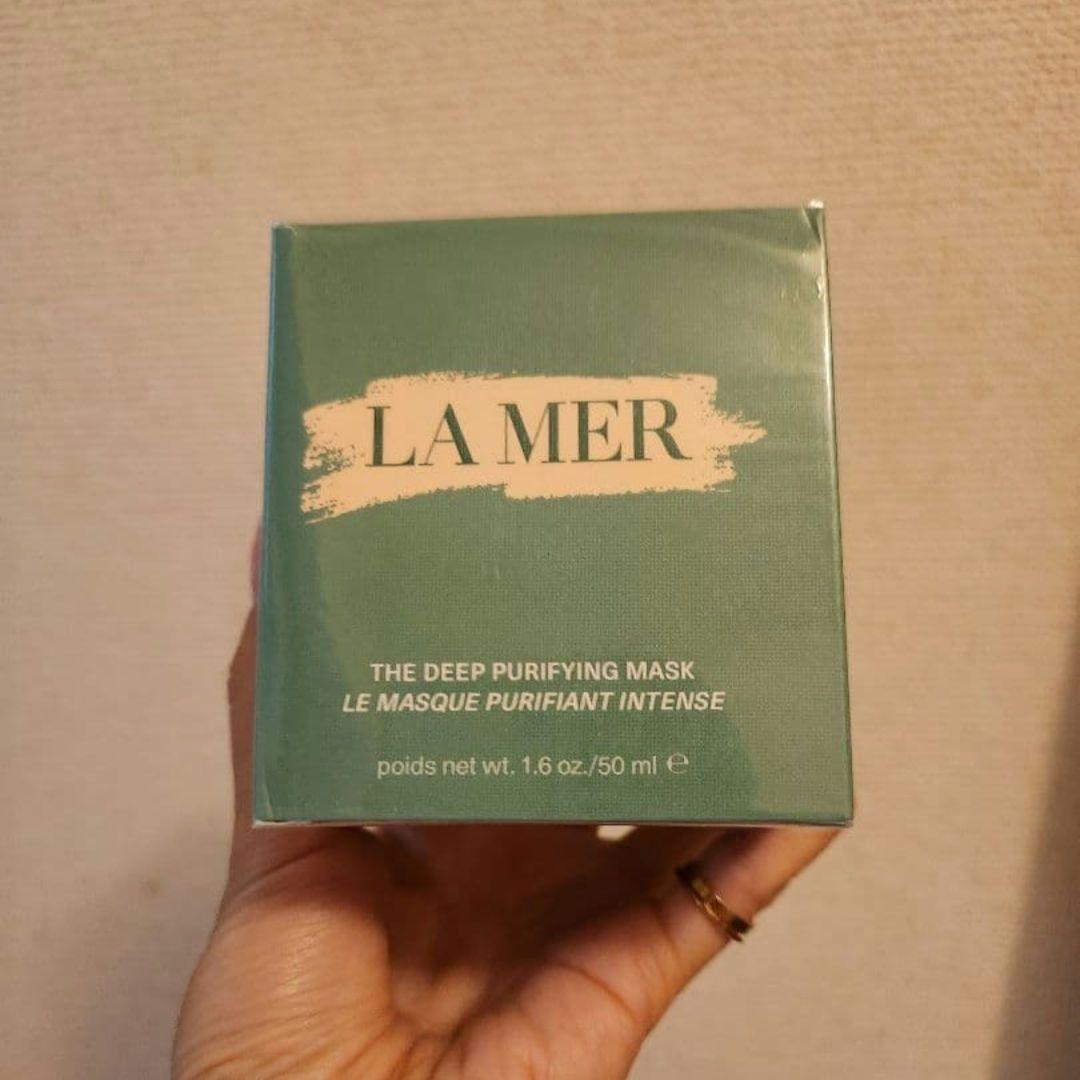 LA MER
THE DEEP PURIFYING MASK
LE MASQUE PURIFIANT INTENSE
poids net wt. 1.6 oz./50 ml ℮